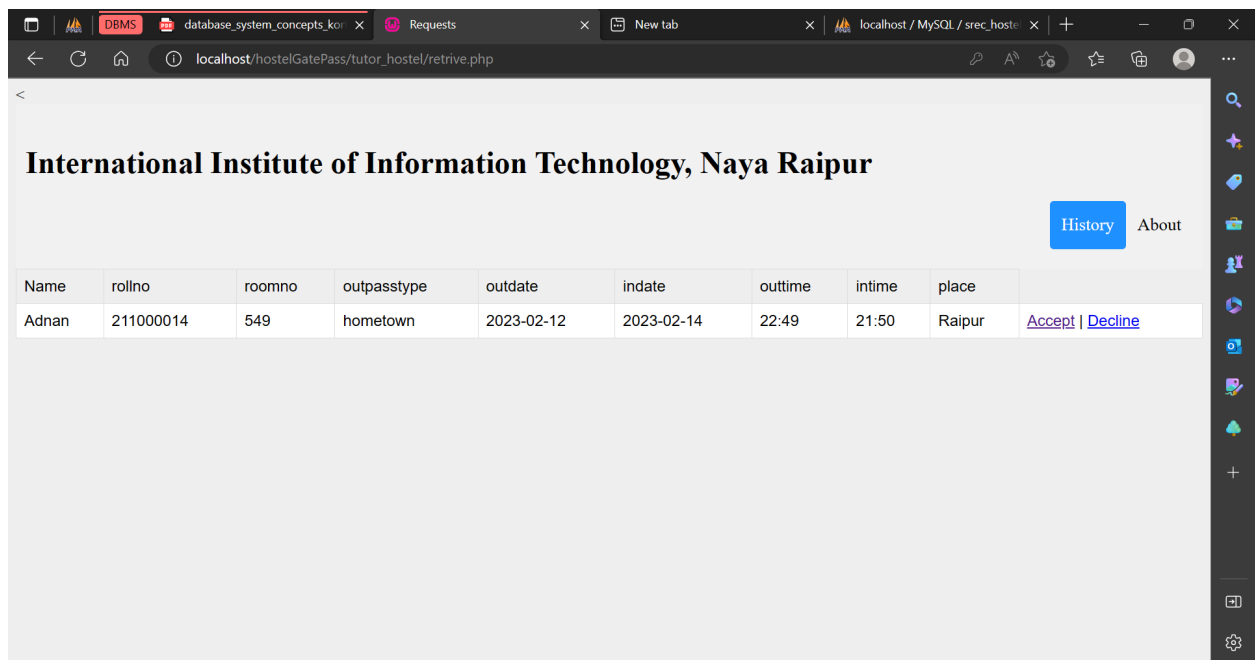 DBMS database_system_concepts_kor Requests New tab localhost / MySQL / srec_hoste
localhost/hostelGatePass/tutor_hostel/retrive.php
<
International Institute of Information Technology, Naya Raipur
History About
Name rollno roomno outpasstype outdate indate outtime intime place
Adnan 211000014 549 hometown 2023-02-12 2023-02-14 22:49 21:50 Raipur Accept | Decline